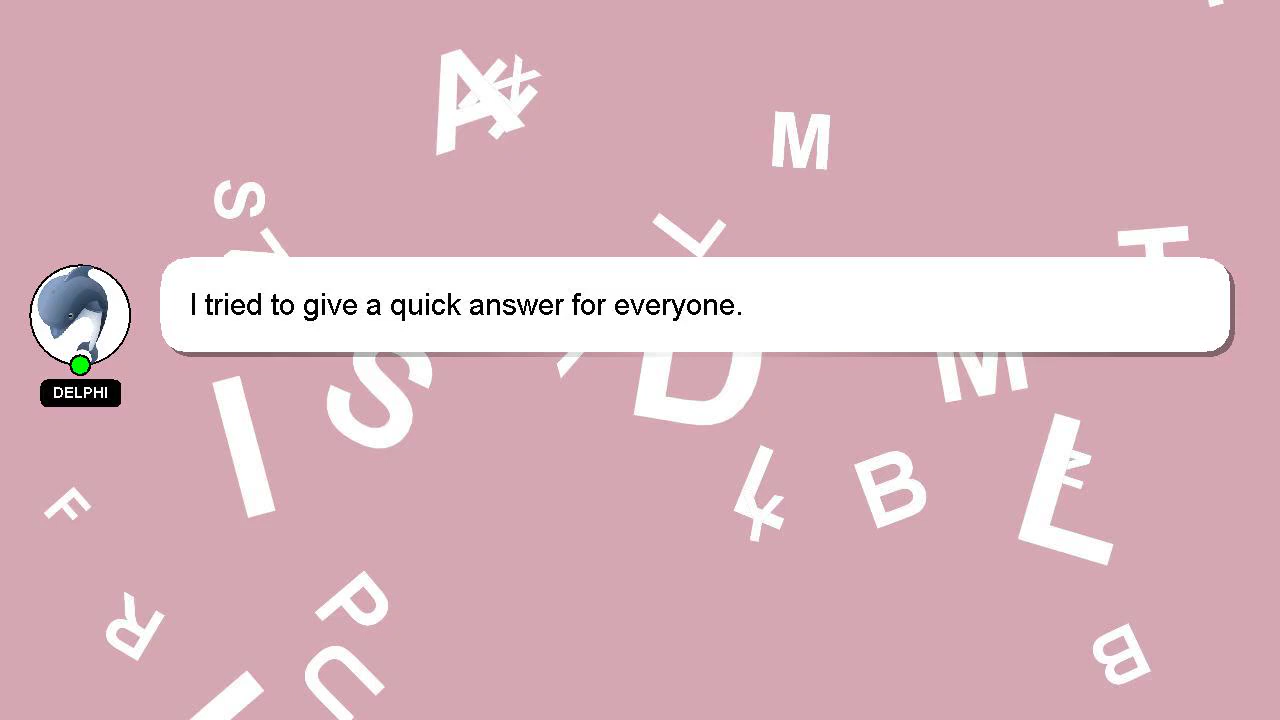 A
M
S
L
I tried to give a quick answer for everyone.
DELPHI
I
S
D
M
L
B
L
F
R
P
U
B